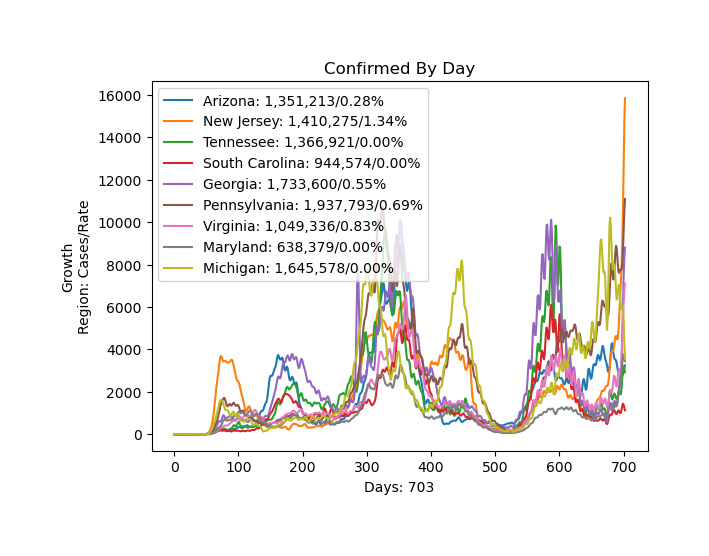 Confirmed By Day
Growth
Region: Cases/Rate
16000
14000
12000
10000
8000
6000
4000
2000
0
Arizona: 1,351,213/0.28%
New Jersey: 1,410,275/1.34%
Tennessee: 1,366,921/0.00%
South Carolina: 944,574/0.00%
Georgia: 1,733,600/0.55%
Pennsylvania: 1,937,793/0.69%
Virginia: 1,049,336/0.83%
Maryland: 638,379/0.00%
Michigan: 1,645,578/0.00%
0 100 200 300 400 500 600 700
Days: 703